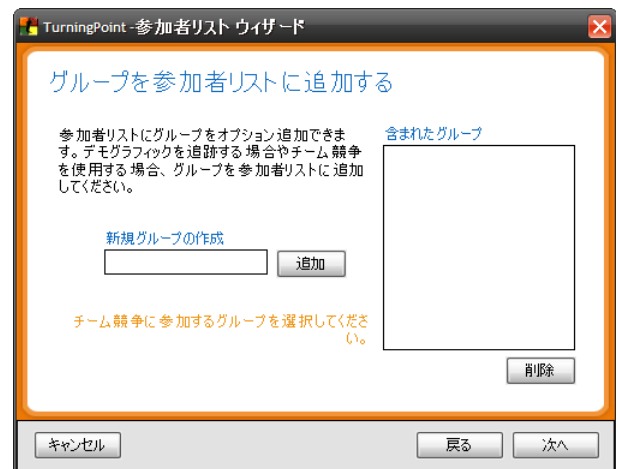 TurningPoint -参加者リスト ウィザード
グループを参加者リストに追加する
参加者リストにグループをオプション追加できま
す。デモグラフィックを追跡する場合やチーム競争
を使用する場合、グループを参加者リストに追加
してください。
含まれたグループ
新規グループの作成
追加
チーム競争に参加するグループを選択してくださ
い。
削除
キャンセル
戻る
次へ